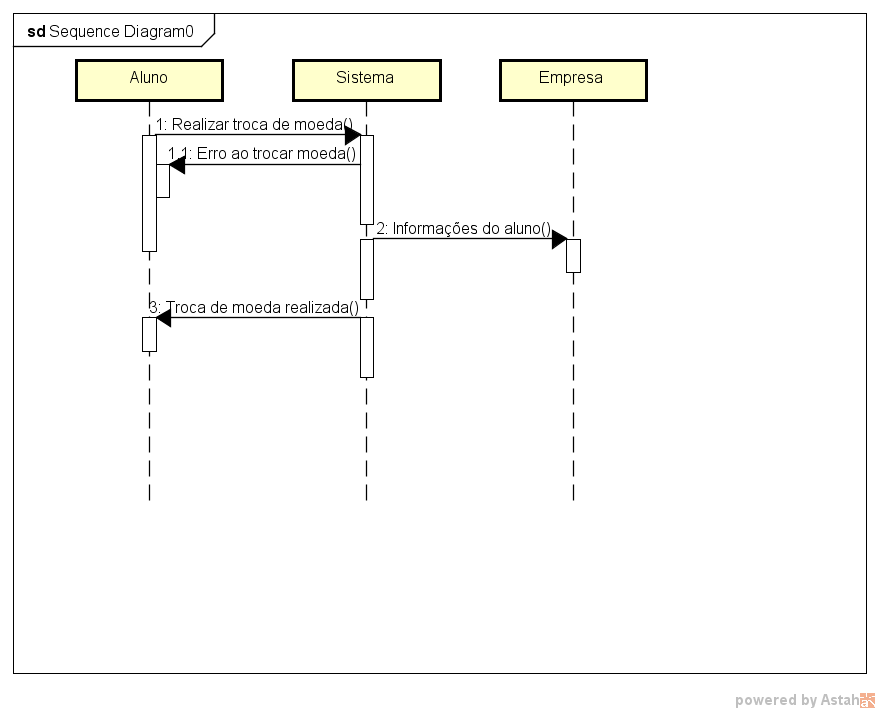 sd Sequence Diagram0
Aluno
Sistema
Empresa
1: Realizar troca de moeda()
1.1: Erro ao trocar moeda()
2: Informações do aluno()
3: Troca de moeda realizada()
powered by Astah